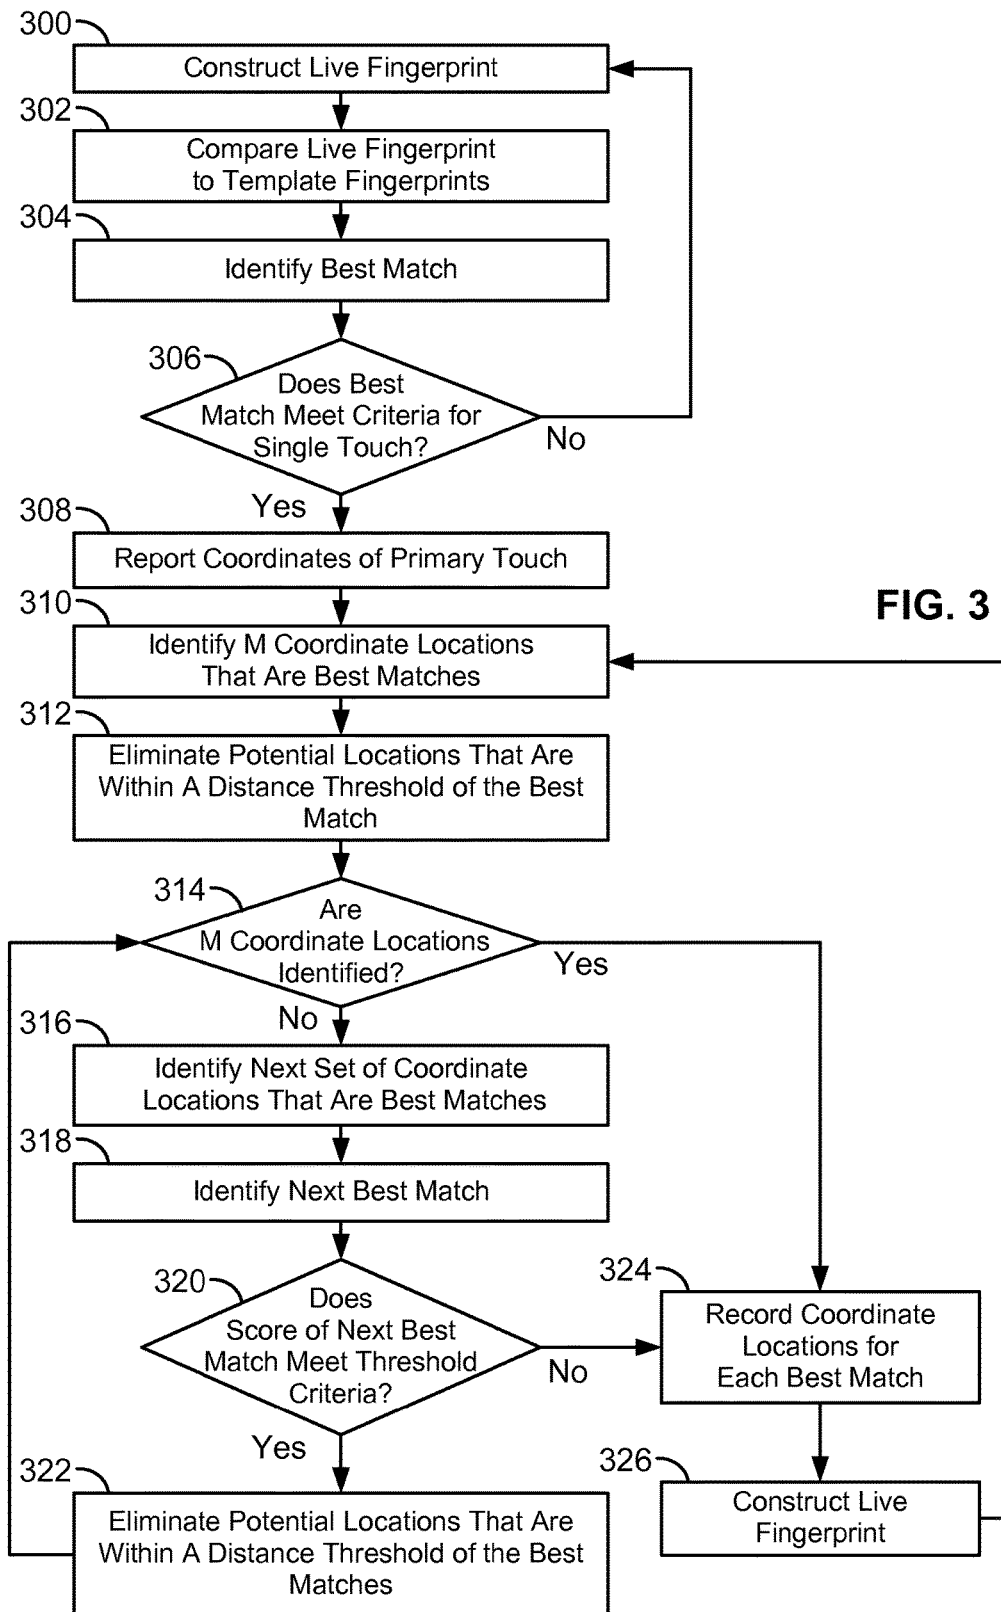 300
Construct Live Fingerprint
302
Compare Live Fingerprint
to Template Fingerprints
304
Identify Best Match
306
Does Best
Match Meet Criteria for
Single Touch?
No
Yes
308
Report Coordinates of Primary Touch
310
FIG. 3
Identify M Coordinate Locations
That Are Best Matches
312
Eliminate Potential Locations That Are
Within A Distance Threshold of the Best
Match
314
Are
M Coordinate Locations
Identified?
Yes
No
316
Identify Next Set of Coordinate
Locations That Are Best Matches
318
Identify Next Best Match
320
Does
Score of Next Best
Match Meet Threshold
Criteria?
No
Yes
324
Record Coordinate
Locations for
Each Best Match
322
Eliminate Potential Locations That Are
Within A Distance Threshold of the Best
Matches
326
Construct Live
Fingerprint